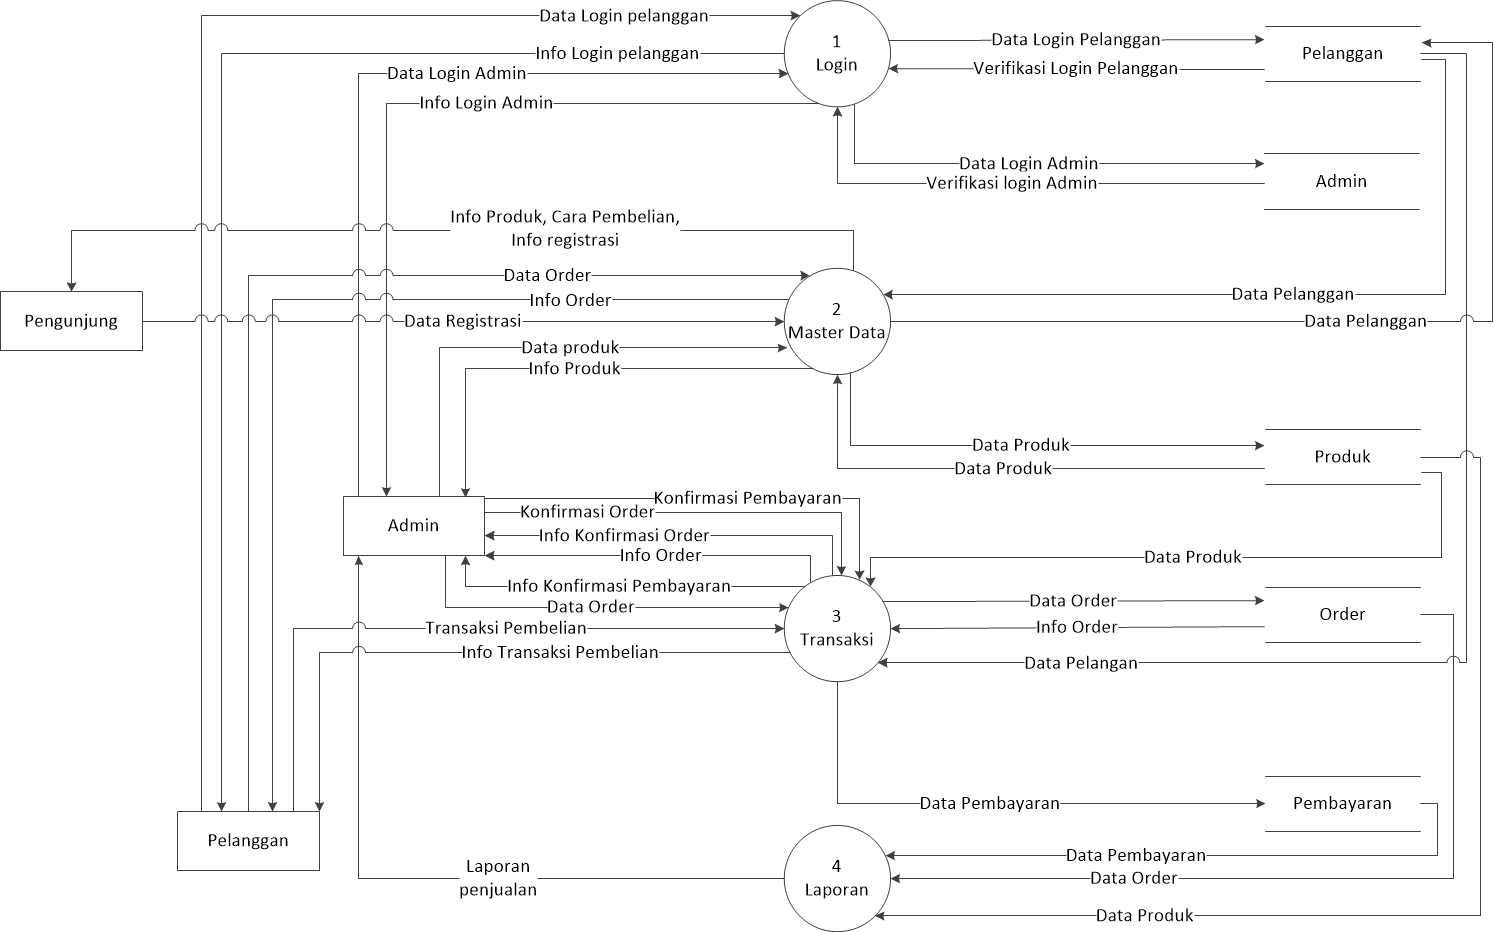 Data Login pelanggan
1
Login
Data Login Pelanggan
Pelanggan
Info Login pelanggan
Verifikasi Login Pelanggan
Data Login Admin
Info Login Admin
Data Login Admin
Verifikasi login Admin
Admin
Info Produk, Cara Pembelian,
Info registrasi
Data Order
Info Order
Data Registrasi
Pengunjung
2
Master Data
Data Pelanggan
Data Pelanggan
Data produk
Info Produk
Data Produk
Data Produk
Produk
Admin
Konfirmasi Pembayaran
Konfirmasi Order
Info Konfirmasi Order
Info Order
Info Konfirmasi Pembayaran
Data Order
Transaksi Pembelian
Info Transaksi Pembelian
3
Transaksi
Data Produk
Data Order
Info Order
Order
Data Pelangan
Data Pembayaran
Pembayaran
Pelanggan
Laporan
penjualan
4
Laporan
Data Pembayaran
Data Order
Data Produk